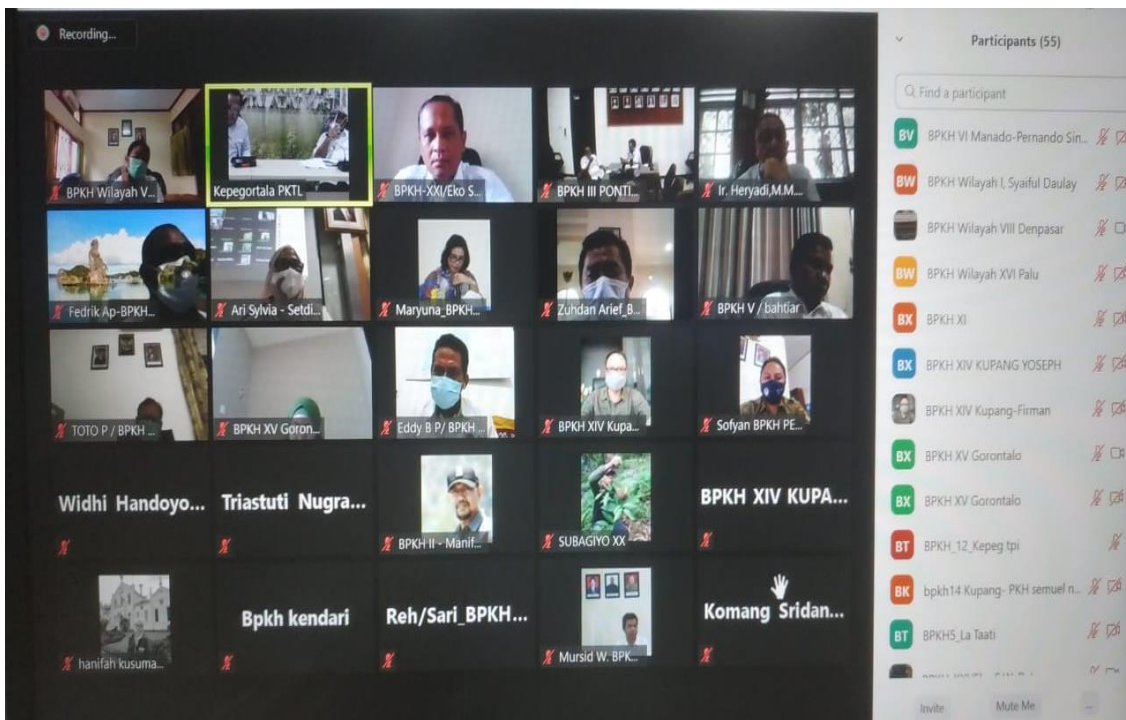 Recording...
BPKH Wilayah V...
Kepegortala PKTL
BPKH-XXI/Eko S...
BPKH III PONTI...
Ir. Heryadi,M.M....
Fedrik Ap-BPKH...
Ari Sylvia - Setdi...
Maryuna_BPKH...
Zuhdan Arief_B...
BPKH V / bahtiar
TOTO P / BPKH ...
BPKH XV Goron...
Eddy B P/ BPKH ...
BPKH XIV Kupa...
Sofyan BPKH PE...
Widhi Handoyo...
Triastuti Nugra...
BPKH II - Manif...
SUBAGIYO XX
BPKH XIV KUPA...
hanifah kusuma...
Bpkh kendari
Reh/Sari_BPKH...
Mursid W. BPK...
Komang Sridan...
Participants (55)
Find a participant
BV BPKH VI Manado-Pernando Sin...
BW BPKH Wilayah I, Syaiful Daulay
BPKH Wilayah VIII Denpasar
BW BPKH Wilayah XVI Palu
BX BPKH XI
BX BPKH XIV KUPANG YOSEPH
BPKH XIV Kupang-Firman
BX BPKH XV Gorontalo
BX BPKH XV Gorontalo
BT BPKH_12_Kepeg tpi
BK bpkh14 Kupang- PKH semuel n...
BT BPKH5_La Taati
Invite Mute Me ...